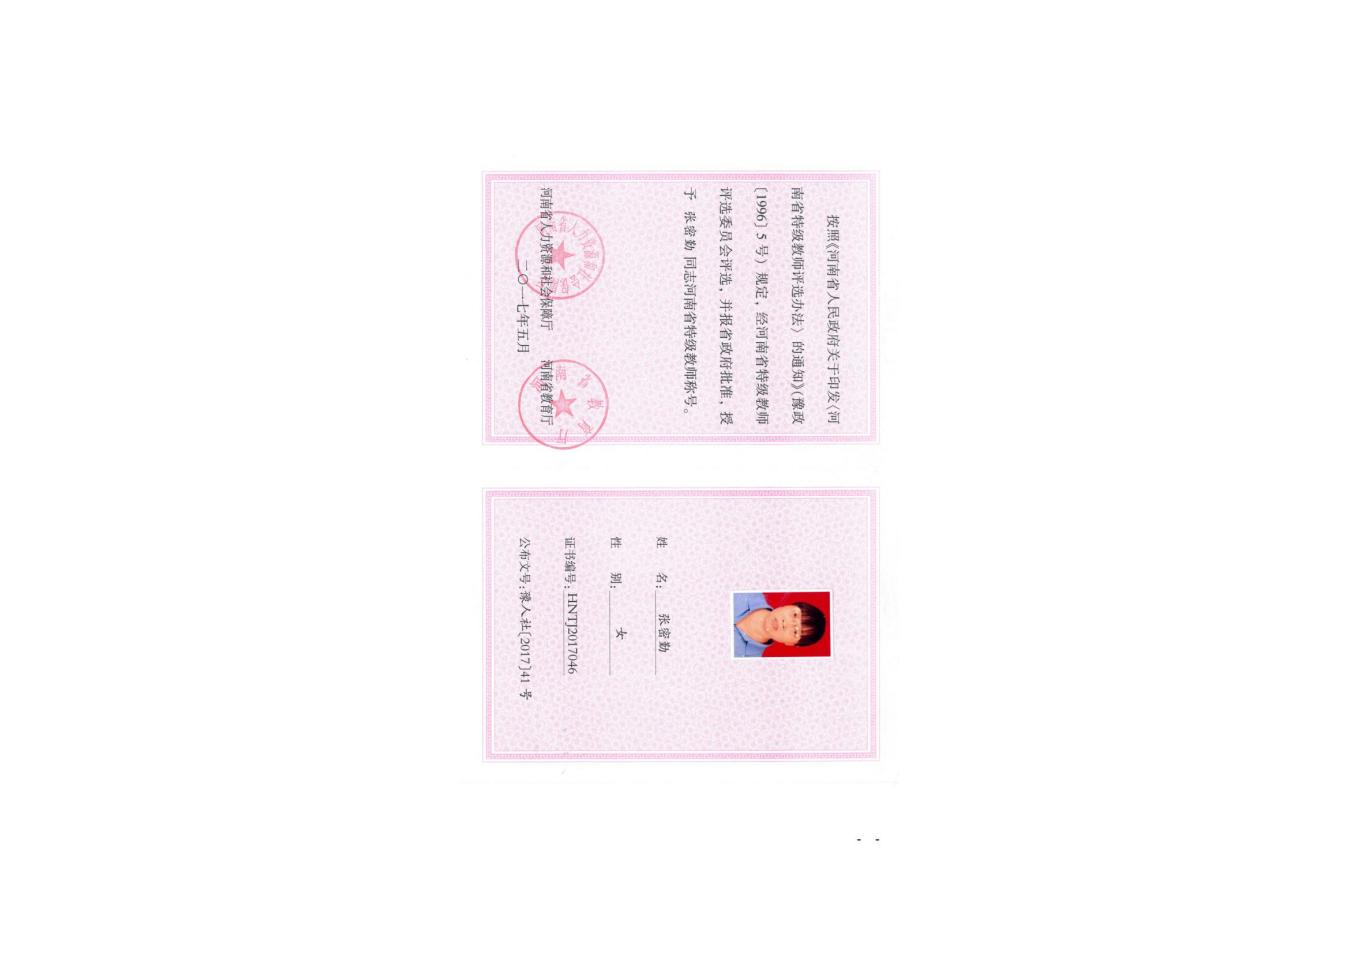 按照《河南省人民政府关于印发〈河
南省特级教师评选办法〉的通知》(豫政
〔1996〕5 号) 规定，经河南省特级教师
评选委员会评选，并报省政府批准，授
予 张密勤 同志河南省特级教师称号。
河南省人力资源和社会保障厅 河南省教育厅
二〇一七年五月
姓 名： 张密勤
性 别： 女
证书编号：HNTJ2017046
公布文号：豫人社〔2017〕41 号
- -